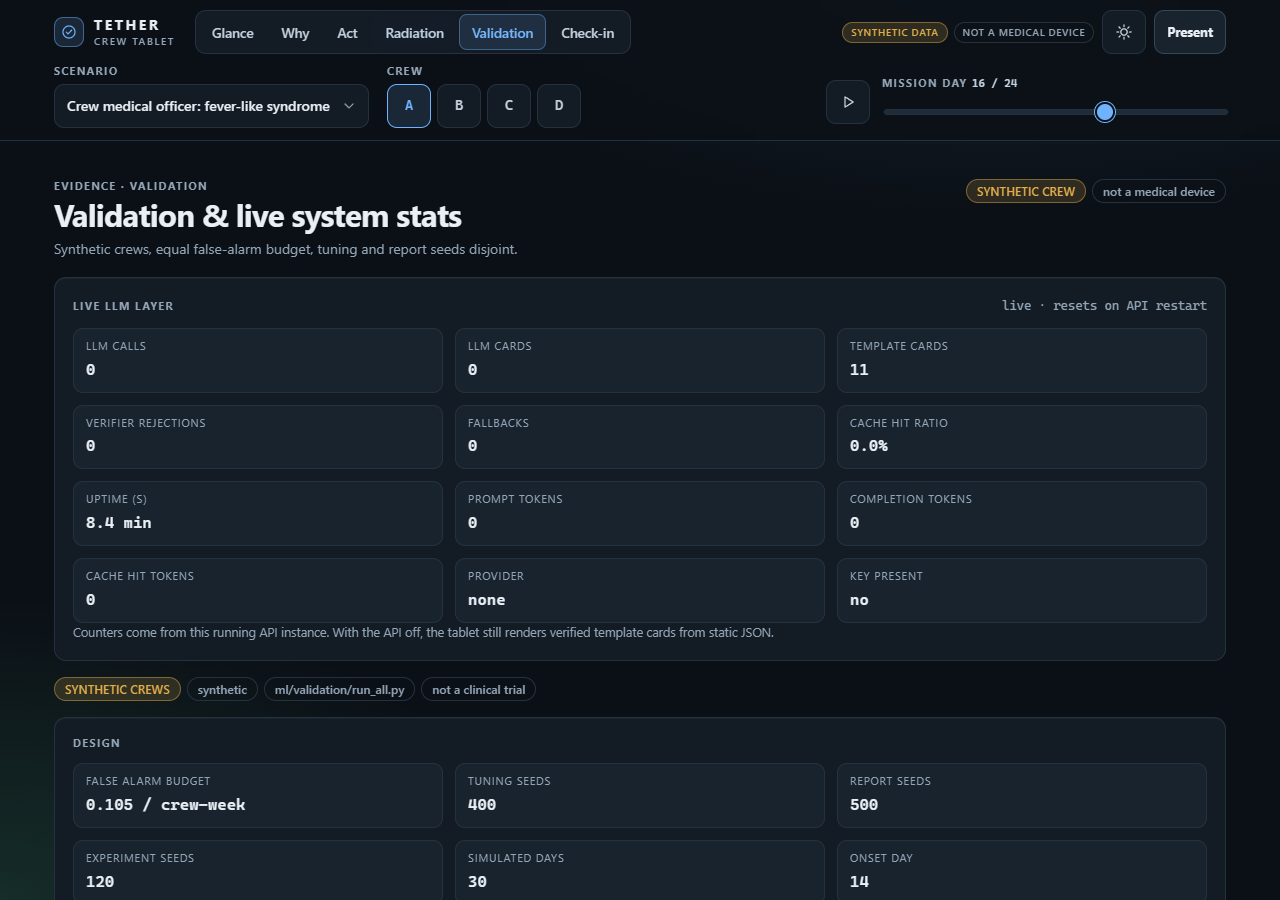 TETHER
CREW TABLET
Glance
Why
Act
Radiation
Validation
Check-in
SYNTHETIC DATA
NOT A MEDICAL DEVICE
Present
SCENARIO
Crew medical officer: fever-like syndrome
CREW
A
B
C
D
MISSION DAY 16 / 24
EVIDENCE · VALIDATION
Validation & live system stats
Synthetic crews, equal false-alarm budget, tuning and report seeds disjoint.
SYNTHETIC CREW
not a medical device
LIVE LLM LAYER
live · resets on API restart
LLM CALLS
0
LLM CARDS
0
TEMPLATE CARDS
11
VERIFIER REJECTIONS
0
FALLBACKS
0
CACHE HIT RATIO
0.0%
UPTIME (S)
8.4 min
PROMPT TOKENS
0
COMPLETION TOKENS
0
CACHE HIT TOKENS
0
PROVIDER
none
KEY PRESENT
no
Counters come from this running API instance. With the API off, the tablet still renders verified template cards from static JSON.
SYNTHETIC CREWS
synthetic
ml/validation/run_all.py
not a clinical trial
DESIGN
FALSE ALARM BUDGET
0.105 / crew-week
TUNING SEEDS
400
REPORT SEEDS
500
EXPERIMENT SEEDS
120
SIMULATED DAYS
30
ONSET DAY
14